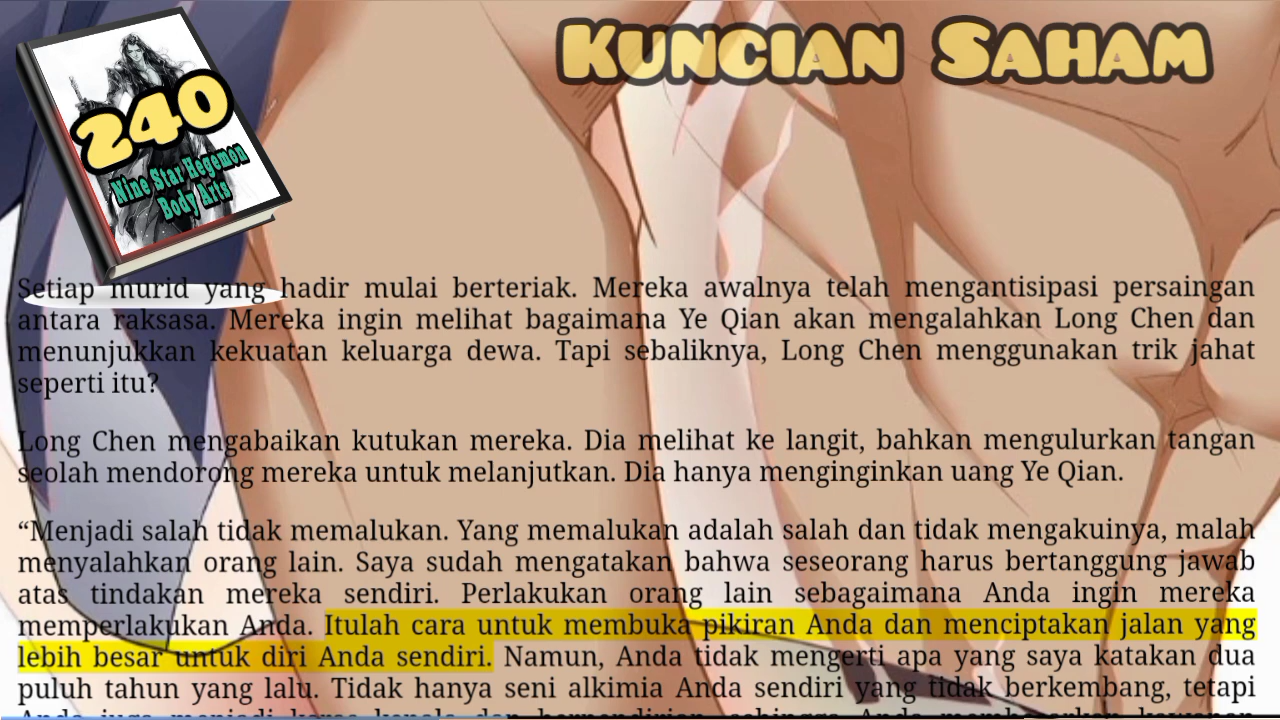 Kuncian Saham
240
Nine Star Hegemon
Body Arts
Setiap murid yang hadir mulai berteriak. Mereka awalnya telah mengantisipasi persaingan
antara raksasa. Mereka ingin melihat bagaimana Ye Qian akan mengalahkan Long Chen dan
menunjukkan kekuatan keluarga dewa. Tapi sebaliknya, Long Chen menggunakan trik jahat
seperti itu?
Long Chen mengabaikan kutukan mereka. Dia melihat ke langit, bahkan mengulurkan tangan
seolah mendorong mereka untuk melanjutkan. Dia hanya menginginkan uang Ye Qian.
“Menjadi salah tidak memalukan. Yang memalukan adalah salah dan tidak mengakuinya, malah
menyalahkan orang lain. Saya sudah mengatakan bahwa seseorang harus bertanggung jawab
atas tindakan mereka sendiri. Perlakukan orang lain sebagaimana Anda ingin mereka
memperlakukan Anda. Itulah cara untuk membuka pikiran Anda dan menciptakan jalan yang
lebih besar untuk diri Anda sendiri. Namun, Anda tidak mengerti apa yang saya katakan dua
puluh tahun yang lalu. Tidak hanya seni alkimia Anda sendiri yang tidak berkembang, tetapi